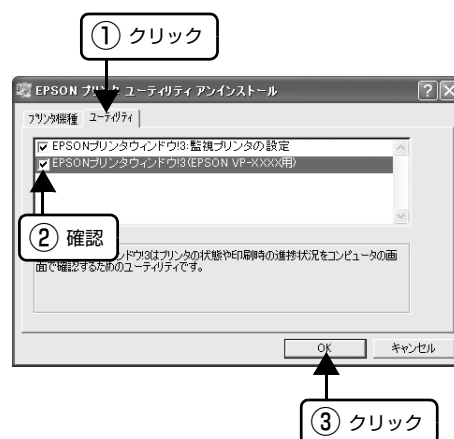 ① クリック
EPSON プリンタ ユーティリティ アンインストール
プリンタ機種 ユーティリティ
EPSONプリンタウィンドウ!3:監視プリンタの設定
EPSONプリンタウィンドウ!3(EPSON VP-XXXX用)
② 確認
ンドウ!3はプリンタの状態や印刷時の進捗状況をコンピュータの画
面で確認するためのユーティリティです。
OK キャンセル
③ クリック